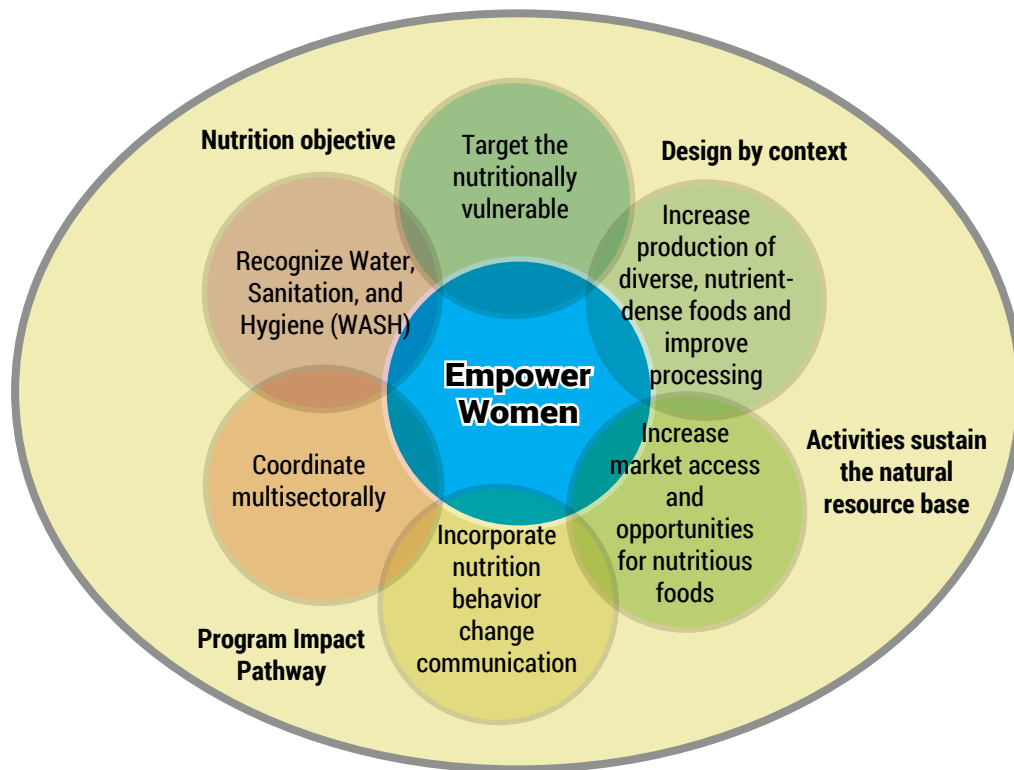 Nutrition objective
Target the
nutritionally
vulnerable
Design by context
Recognize Water,
Sanitation, and
Hygiene (WASH)
Increase
production of
diverse, nutrient-
dense foods and
improve
processing
Empower
Women
Coordinate
multisectorally
Increase
market access
and
opportunities
for nutritious
foods
Activities sustain
the natural
resource base
Incorporate
nutrition
behavior
change
communication
Program Impact
Pathway